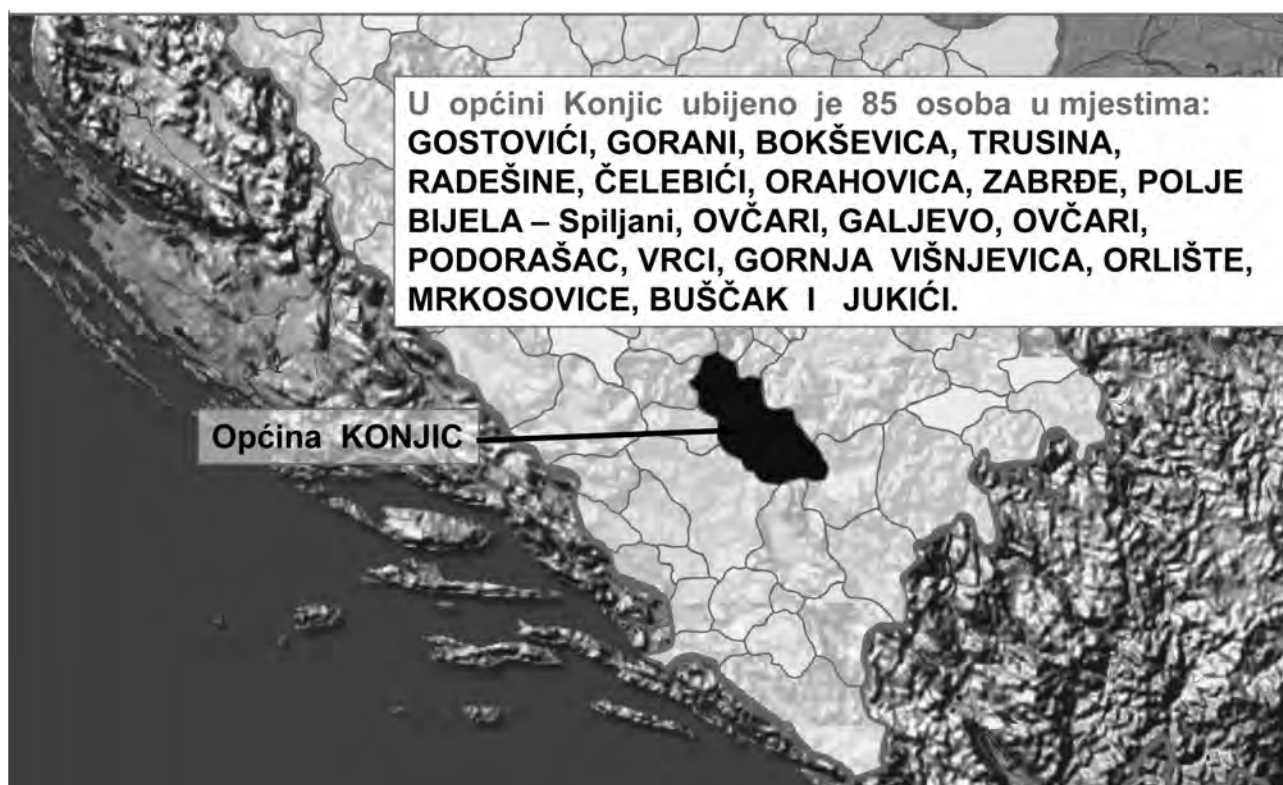 U općini Konjic ubijeno je 85 osoba u mjestima:
GOSTOVIĆI, GORANI, BOKŠEVICA, TRUSINA,
RADEŠINE, ČELEBIĆI, ORAHOVICA, ZABRĐE, POLJE
BIJELA – Spiljani, OVČARI, GALJEVO, OVČARI,
PODORAŠAC, VRCI, GORNJA VIŠNJEVICA, ORLIŠTE,
MRKOSOVICE, BUŠČAK I JUKIĆI.
Općina KONJIC